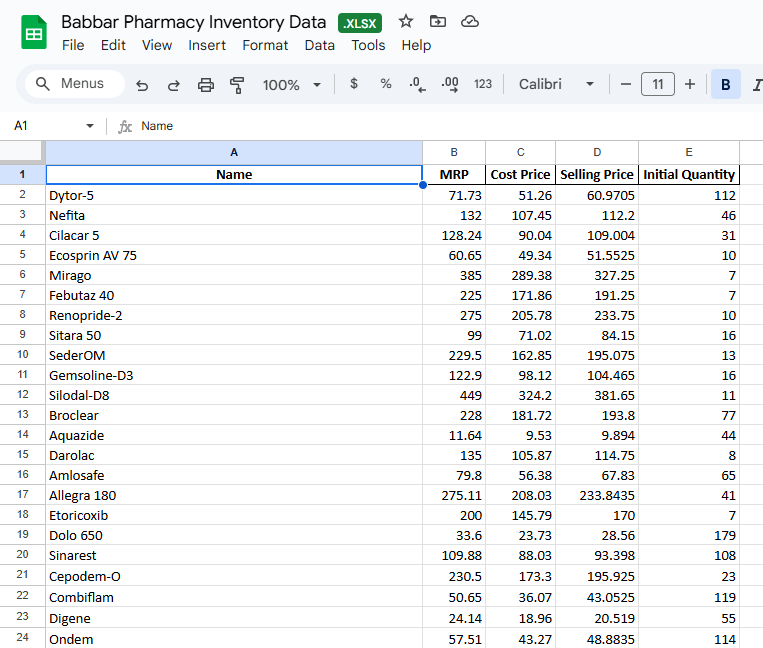 Babbar Pharmacy Inventory Data .XLSX
File Edit View Insert Format Data Tools Help
Menus 100% $ % .0 .00 123 Calibri 11 B I
A1 fx Name
A B C D E
1 Name MRP Cost Price Selling Price Initial Quantity
2 Dytor-5 71.73 51.26 60.9705 112
3 Nefita 132 107.45 112.2 46
4 Cilacar 5 128.24 90.04 109.004 31
5 Ecosprin AV 75 60.65 49.34 51.5525 10
6 Mirago 385 289.38 327.25 7
7 Febutaz 40 225 171.86 191.25 7
8 Renopride-2 275 205.78 233.75 10
9 Sitara 50 99 71.02 84.15 16
10 SederOM 229.5 162.85 195.075 13
11 Gemsoline-D3 122.9 98.12 104.465 16
12 Silodal-D8 449 324.2 381.65 11
13 Broclear 228 181.72 193.8 77
14 Aquazide 11.64 9.53 9.894 44
15 Darolac 135 105.87 114.75 8
16 Amlosafe 79.8 56.38 67.83 65
17 Allegra 180 275.11 208.03 233.8435 41
18 Etoricoxib 200 145.79 170 7
19 Dolo 650 33.6 23.73 28.56 179
20 Sinarest 109.88 88.03 93.398 108
21 Cepodem-O 230.5 173.3 195.925 23
22 Combiflam 50.65 36.07 43.0525 119
23 Digene 24.14 18.96 20.519 55
24 Ondem 57.51 43.27 48.8835 114